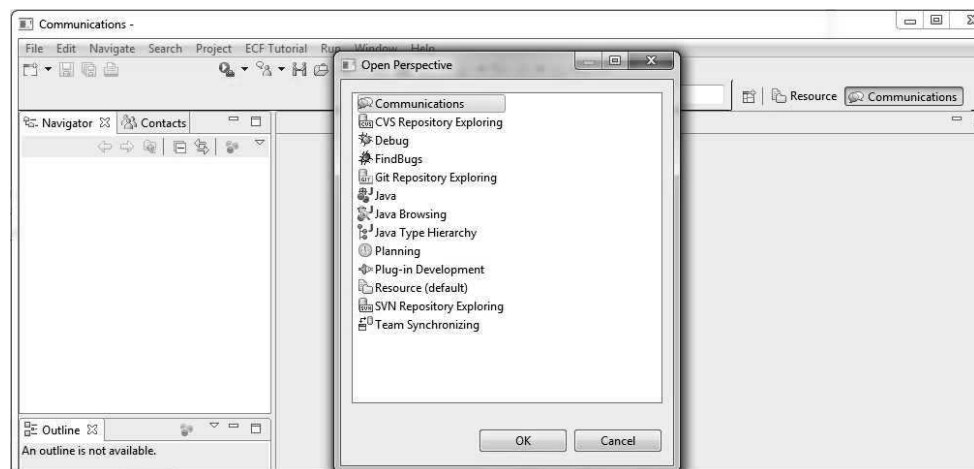 Communications -
File Edit Navigate Search Project ECF Tutorial Run Window Help
Open Perspective
Resource Communications
Navigator Contacts
Communications
CVS Repository Exploring
Debug
FindBugs
Git Repository Exploring
Java
Java Browsing
Java Type Hierarchy
Planning
Plug-in Development
Resource (default)
SVN Repository Exploring
Team Synchronizing
Outline
An outline is not available.
OK Cancel